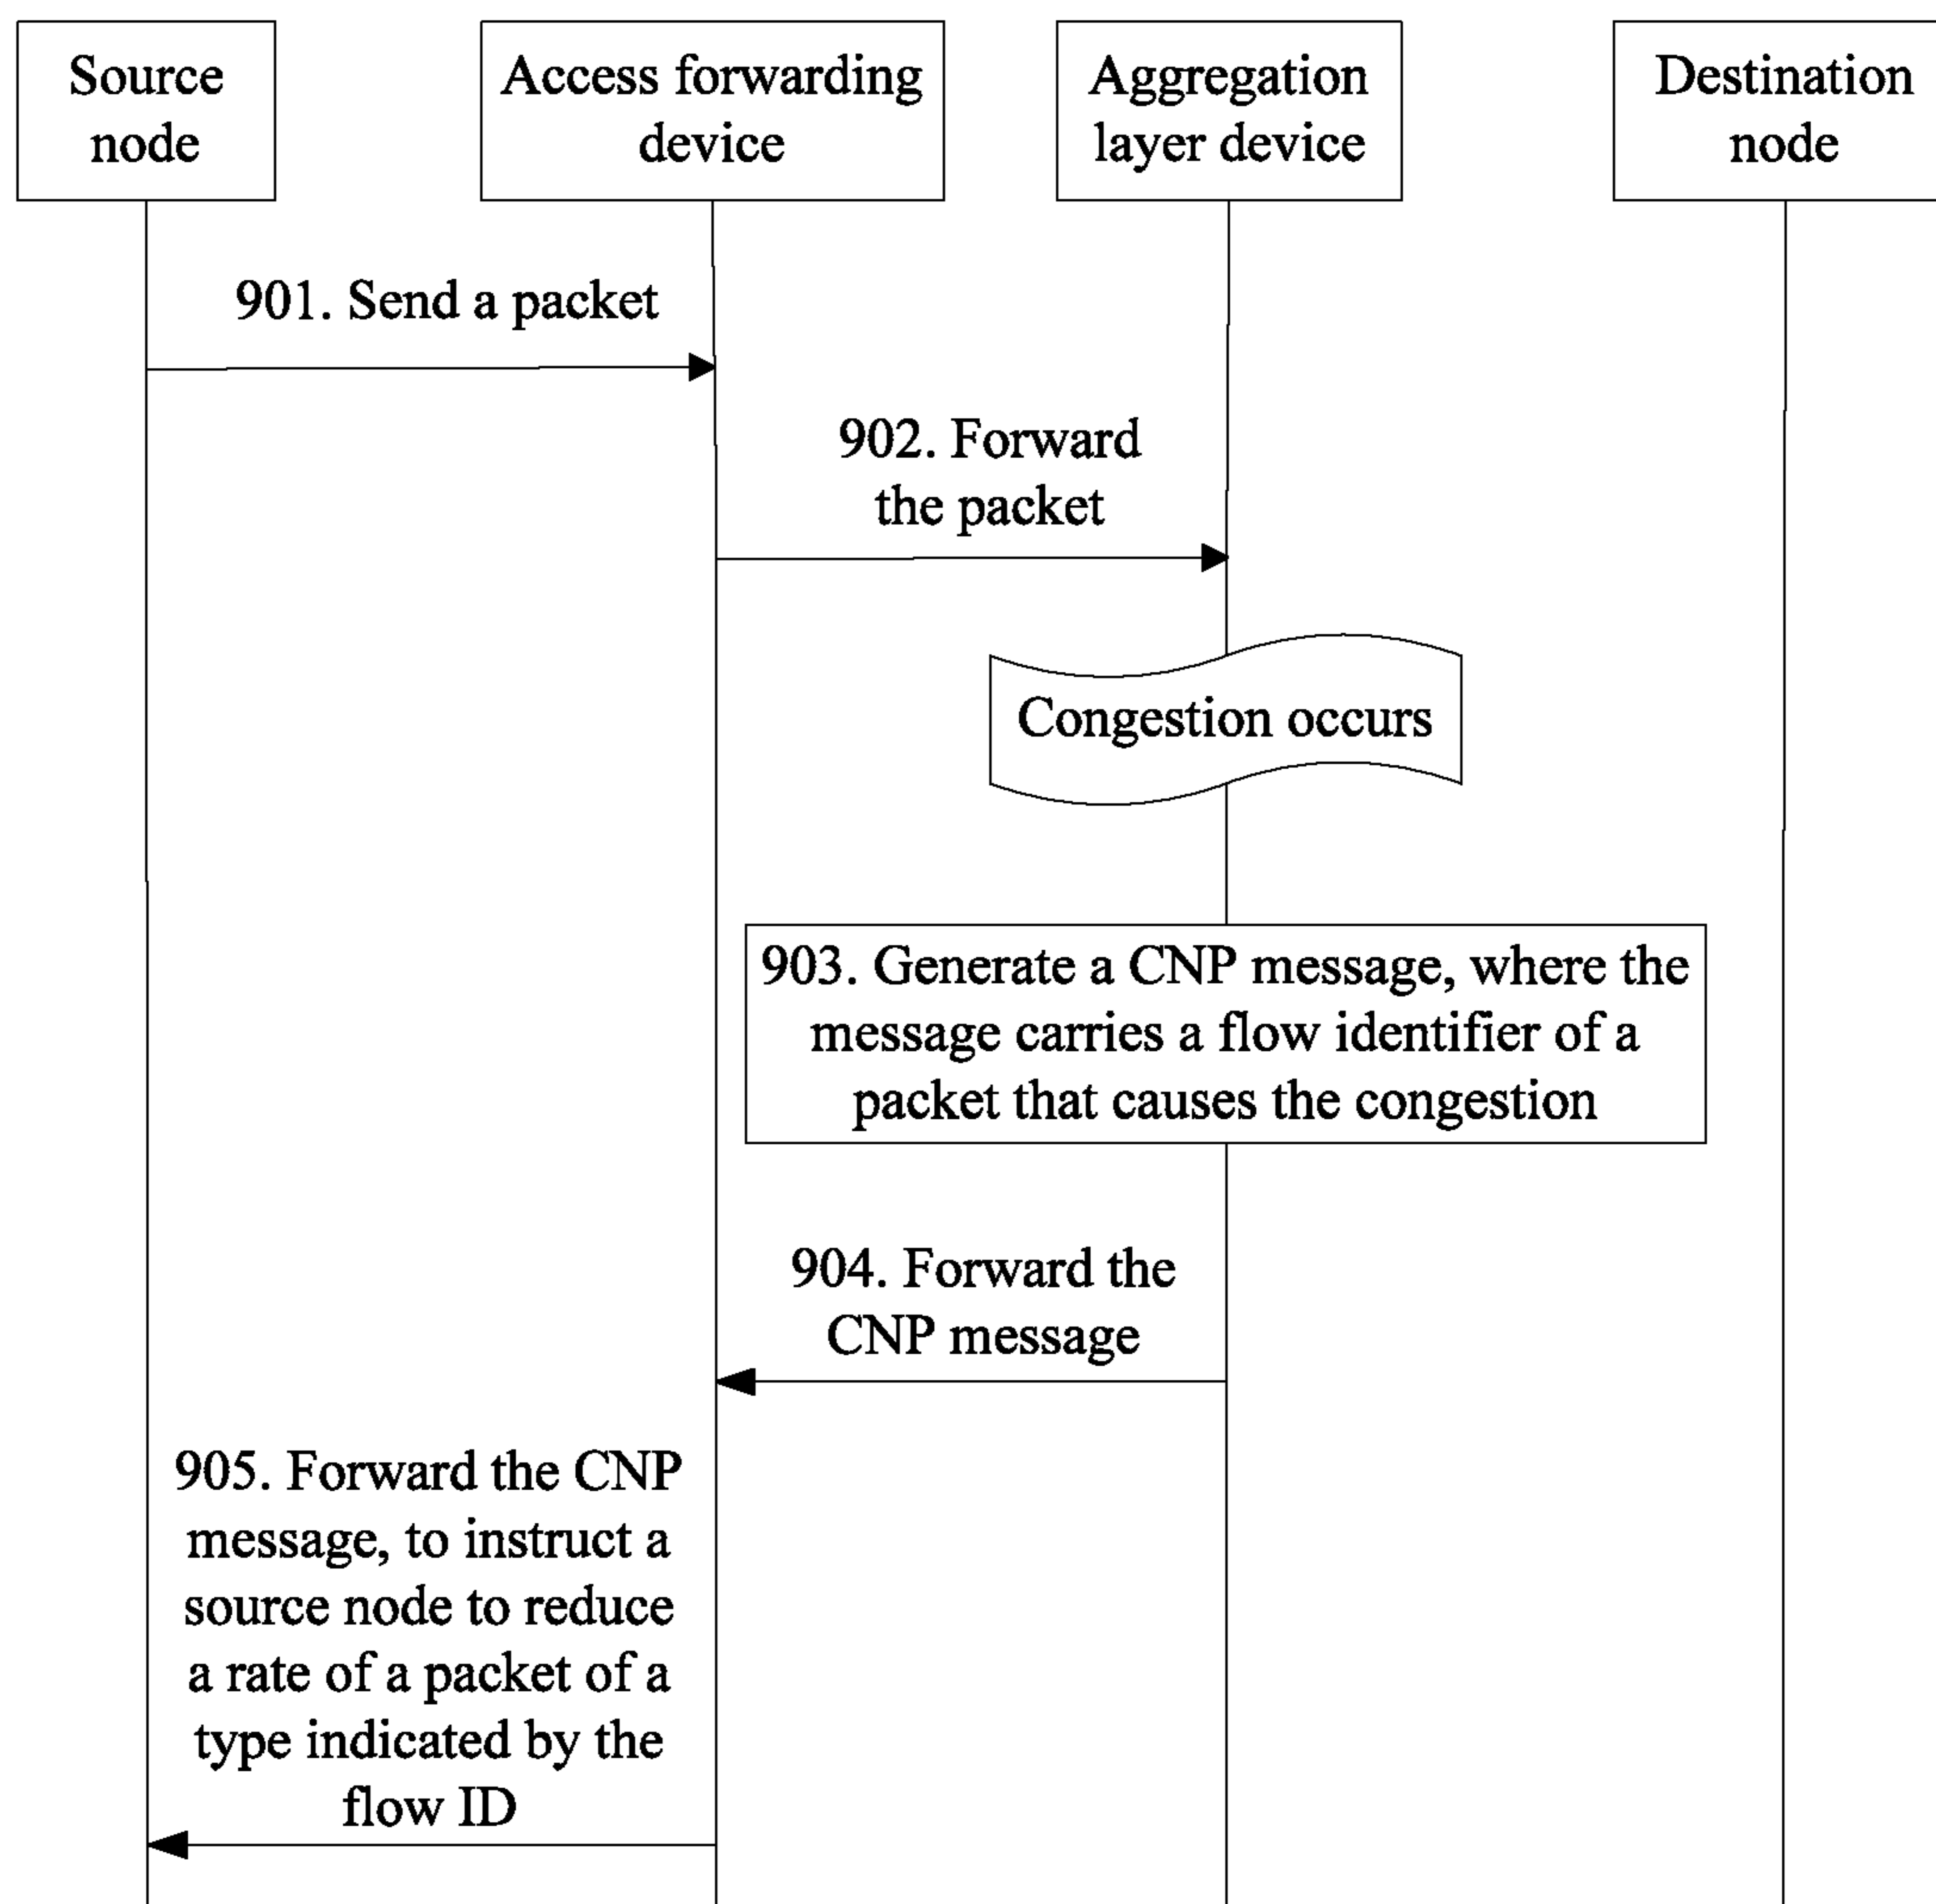 Source
node
Access forwarding
device
Aggregation
layer device
Destination
node
901. Send a packet
902. Forward
the packet
Congestion occurs
903. Generate a CNP message, where the
message carries a flow identifier of a
packet that causes the congestion
904. Forward the
CNP message
905. Forward the CNP
message, to instruct a
source node to reduce
a rate of a packet of a
type indicated by the
flow ID